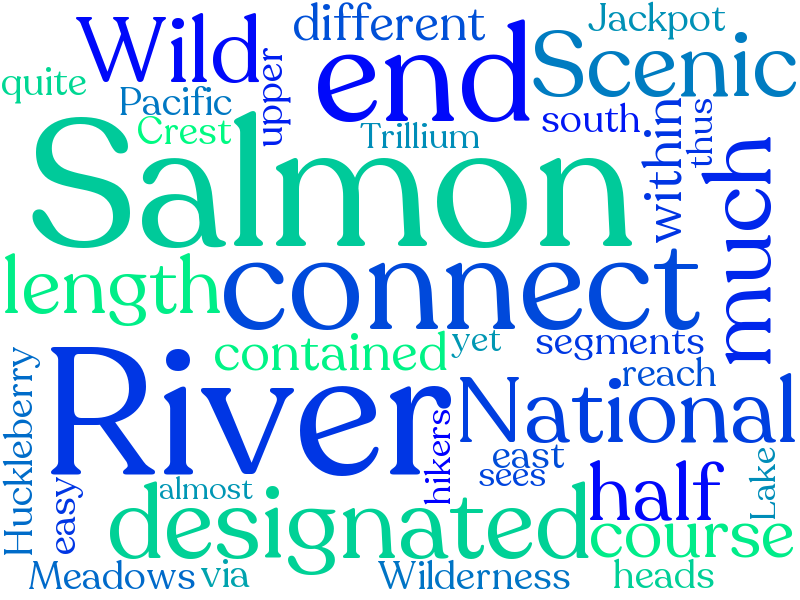 Jackpot
different
Wild
end
Scenic
quite
upper
Pacific
south
within
thus
Crest
Trillium
Salmon
much
length
connect
contained
yet
segments
River
Huckleberry
reach
National
hikers
east
sees
half
Lake
easy
almost
designated
course
Meadows
via
Wilderness
heads